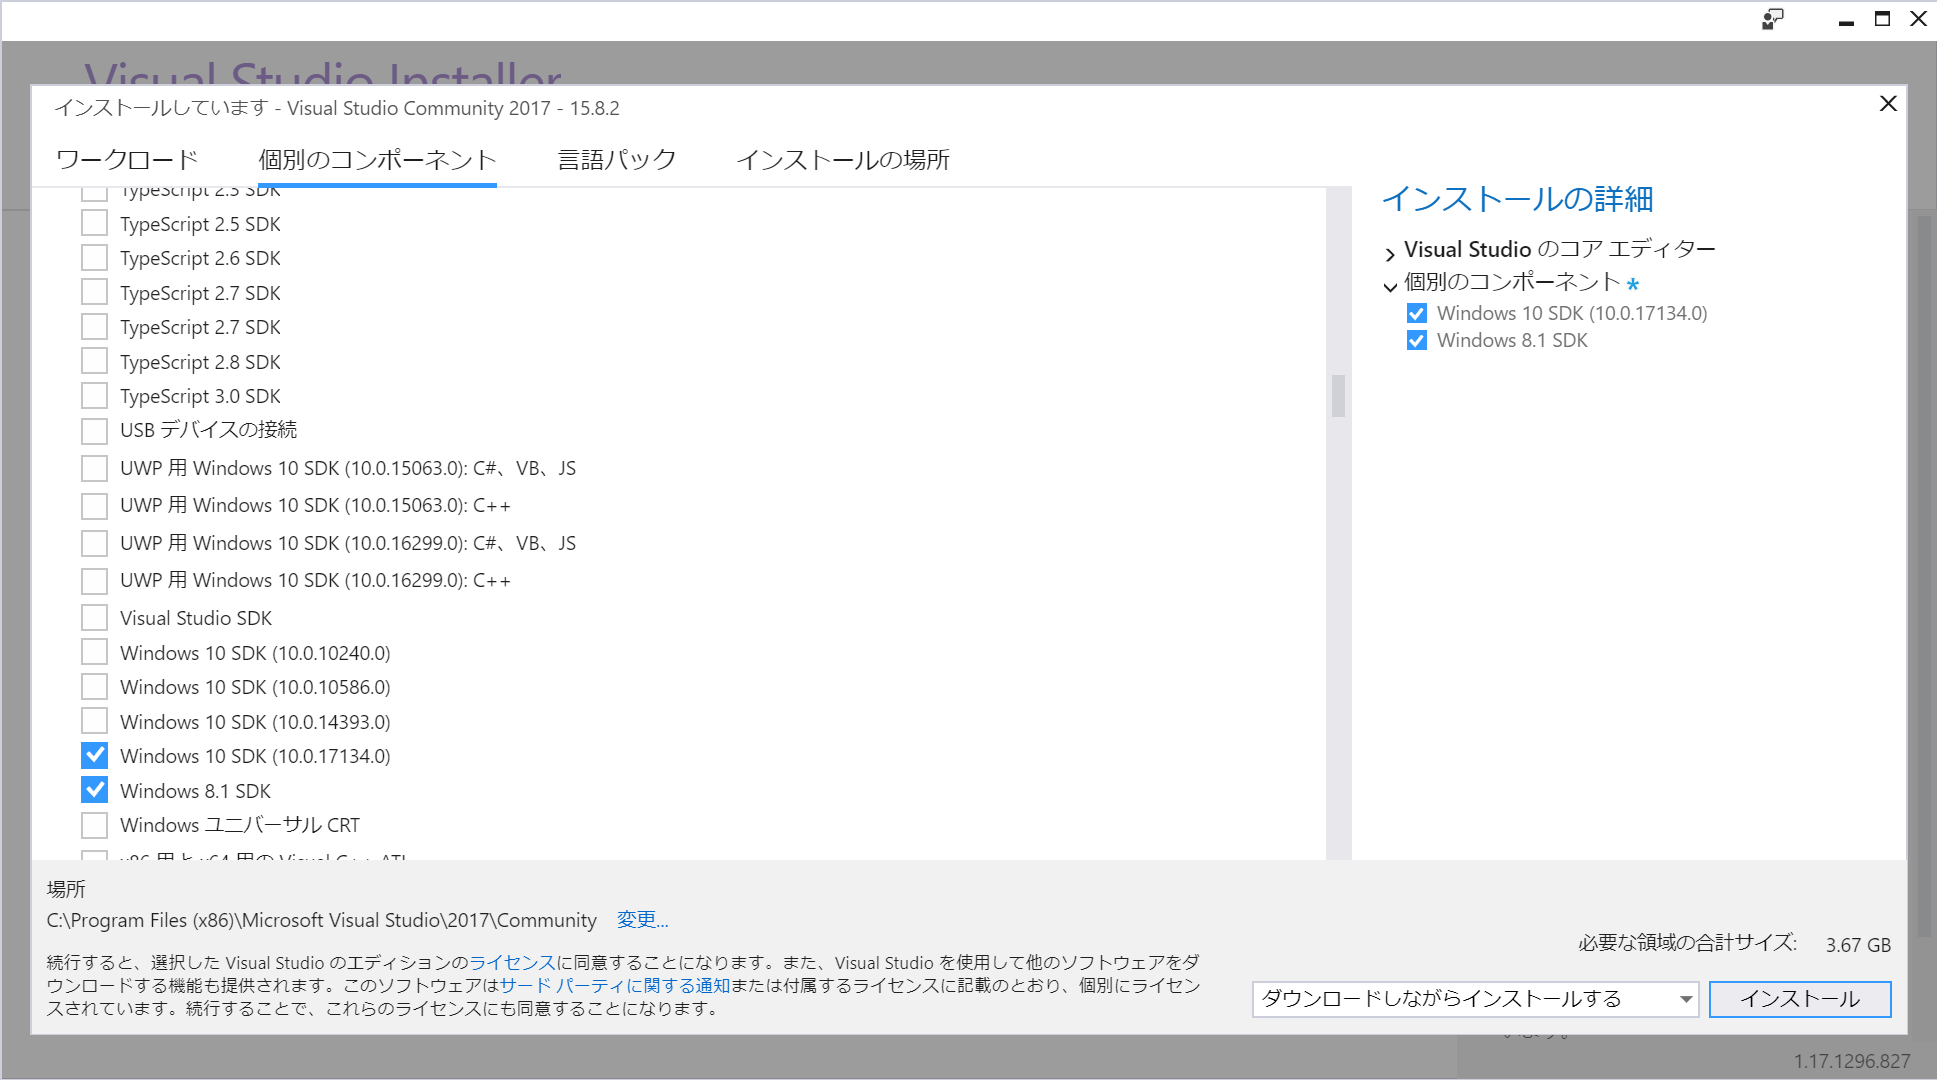 Visual Studio Installer
インストールしています - Visual Studio Community 2017 - 15.8.2
ワークロード
個別のコンポーネント
言語パック
インストールの場所
TypeScript 2.3 SDK
TypeScript 2.5 SDK
TypeScript 2.6 SDK
TypeScript 2.7 SDK
TypeScript 2.7 SDK
TypeScript 2.8 SDK
TypeScript 3.0 SDK
USB デバイスの接続
UWP 用 Windows 10 SDK (10.0.15063.0): C#、VB、JS
UWP 用 Windows 10 SDK (10.0.15063.0): C++
UWP 用 Windows 10 SDK (10.0.16299.0): C#、VB、JS
UWP 用 Windows 10 SDK (10.0.16299.0): C++
Visual Studio SDK
Windows 10 SDK (10.0.10240.0)
Windows 10 SDK (10.0.10586.0)
Windows 10 SDK (10.0.14393.0)
Windows 10 SDK (10.0.17134.0)
Windows 8.1 SDK
Windows ユニバーサル CRT
x86 用と x64 用の Visual C++ ATL
インストールの詳細
Visual Studio のコア エディター
個別のコンポーネント *
Windows 10 SDK (10.0.17134.0)
Windows 8.1 SDK
場所
C:\Program Files (x86)\Microsoft Visual Studio\2017\Community 変更...
続行すると、選択した Visual Studio のエディションのライセンスに同意することになります。また、Visual Studio を使用して他のソフトウェアをダ
ウンロードする機能も提供されます。このソフトウェアはサード パーティに関する通知または付属するライセンスに記載のとおり、個別にライセン
スされています。続行することで、これらのライセンスにも同意することになります。
必要な領域の合計サイズ: 3.67 GB
ダウンロードしながらインストールする
インストール
1.17.1296.827